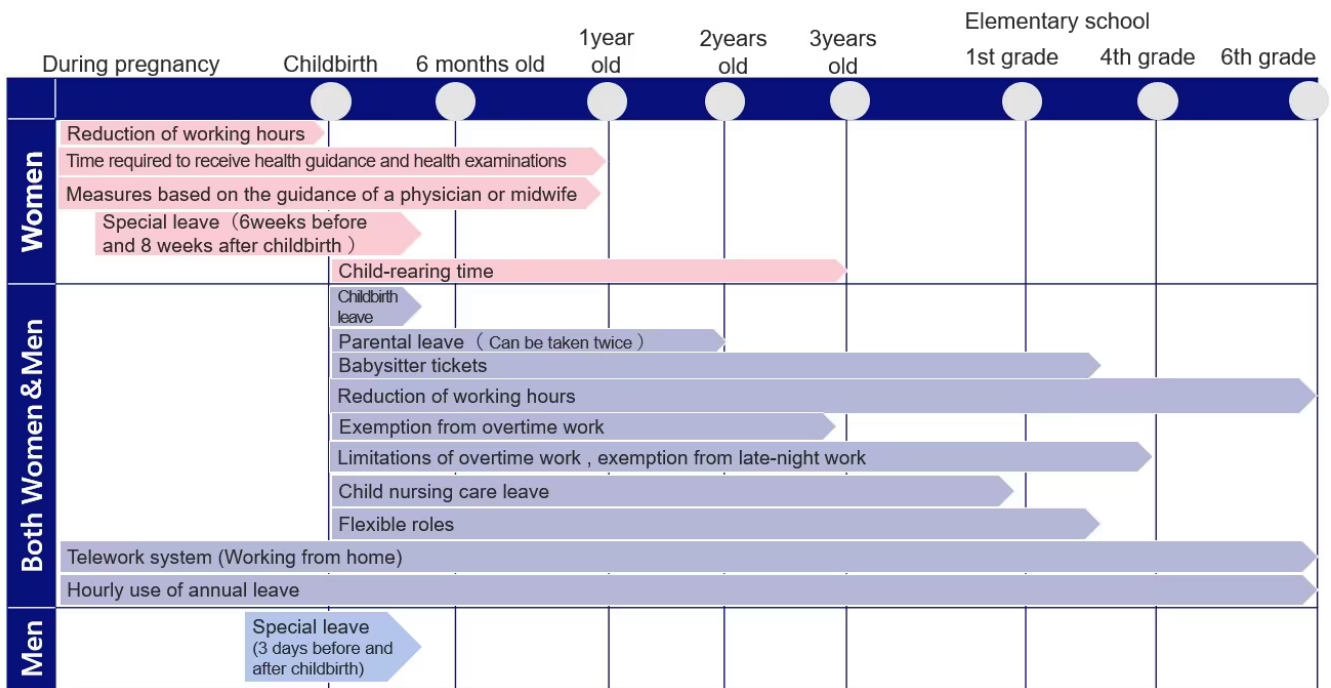 Elementary school
During pregnancy
Childbirth
6 months old
1year
old
2years
old
3years
old
1st grade
4th grade
6th grade
Women
Reduction of working hours
Time required to receive health guidance and health examinations
Measures based on the guidance of a physician or midwife
Special leave（6weeks before
and 8 weeks after childbirth ）
Child-rearing time
Both Women&Men
Childbirth
leave
Parental leave（ Can be taken twice ）
Babysitter tickets
Reduction of working hours
Exemption from overtime work
Limitations of overtime work , exemption from late-night work
Child nursing care leave
Flexible roles
Telework system (Working from home)
Hourly use of annual leave
Men
Special leave
(3 days before and
after childbirth)